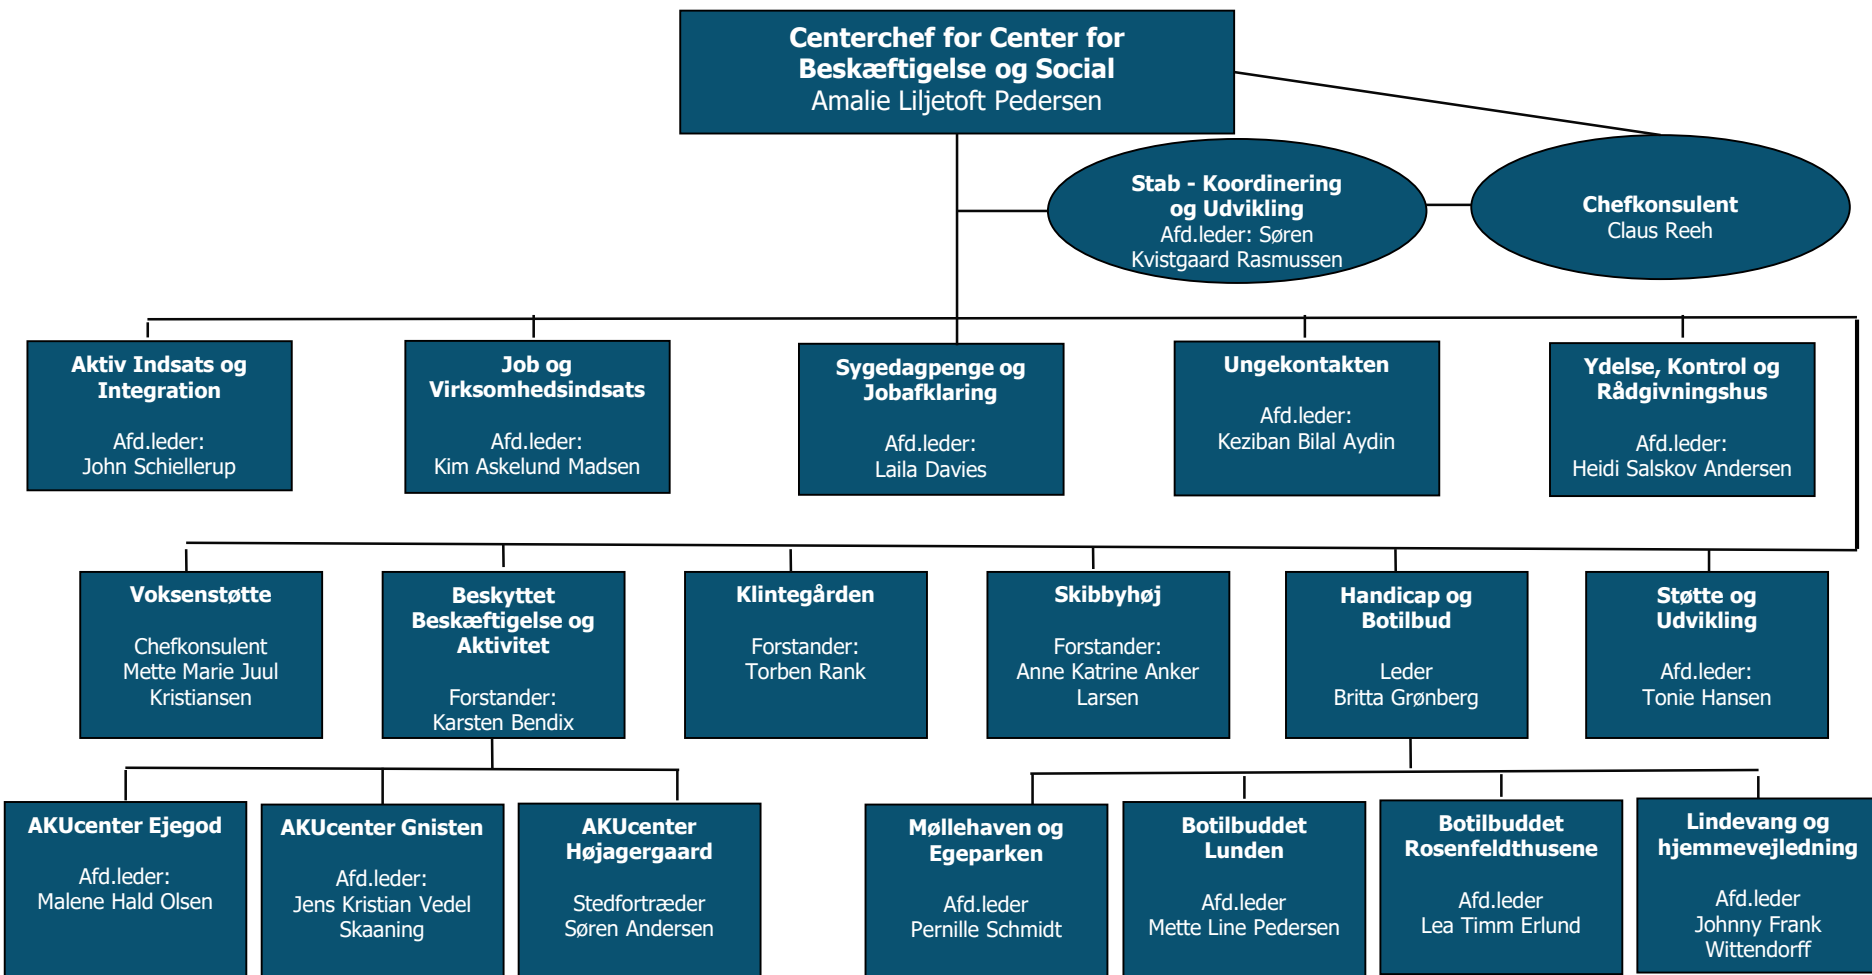 Centerchef for Center for
Beskæftigelse og Social
Amalie Liljetoft Pedersen
Stab - Koordinering
og Udvikling
Afd.leder: Søren
Kvistgaard Rasmussen
Chefkonsulent
Claus Reeh
Aktiv Indsats og
Integration
Afd.leder:
John Schiellerup
Job og
Virksomhedsindsats
Afd.leder:
Kim Askelund Madsen
Sygedagpenge og
Jobafklaring
Afd.leder:
Laila Davies
Ungekontakten
Afd.leder:
Keziban Bilal Aydin
Ydelse, Kontrol og
Rådgivningshus
Afd.leder:
Heidi Salskov Andersen
Voksenstøtte
Chefkonsulent
Mette Marie Juul
Kristiansen
Beskyttet
Beskæftigelse og
Aktivitet
Forstander:
Karsten Bendix
Klintegården
Forstander:
Torben Rank
Skibbyhøj
Forstander:
Anne Katrine Anker
Larsen
Handicap og
Botilbud
Leder
Britta Grønberg
Støtte og
Udvikling
Afd.leder:
Tonie Hansen
AKUcenter Ejegod
Afd.leder:
Malene Hald Olsen
AKUcenter Gnisten
Afd.leder:
Jens Kristian Vedel
Skaaning
AKUcenter
Højagergaard
Stedfortræder
Søren Andersen
Møllehaven og
Egeparken
Afd.leder
Pernille Schmidt
Botilbuddet
Lunden
Afd.leder
Mette Line Pedersen
Botilbuddet
Rosenfeldthusene
Afd.leder
Lea Timm Erlund
Lindevang og
hjemmevejledning
Afd.leder
Johnny Frank
Wittendorff